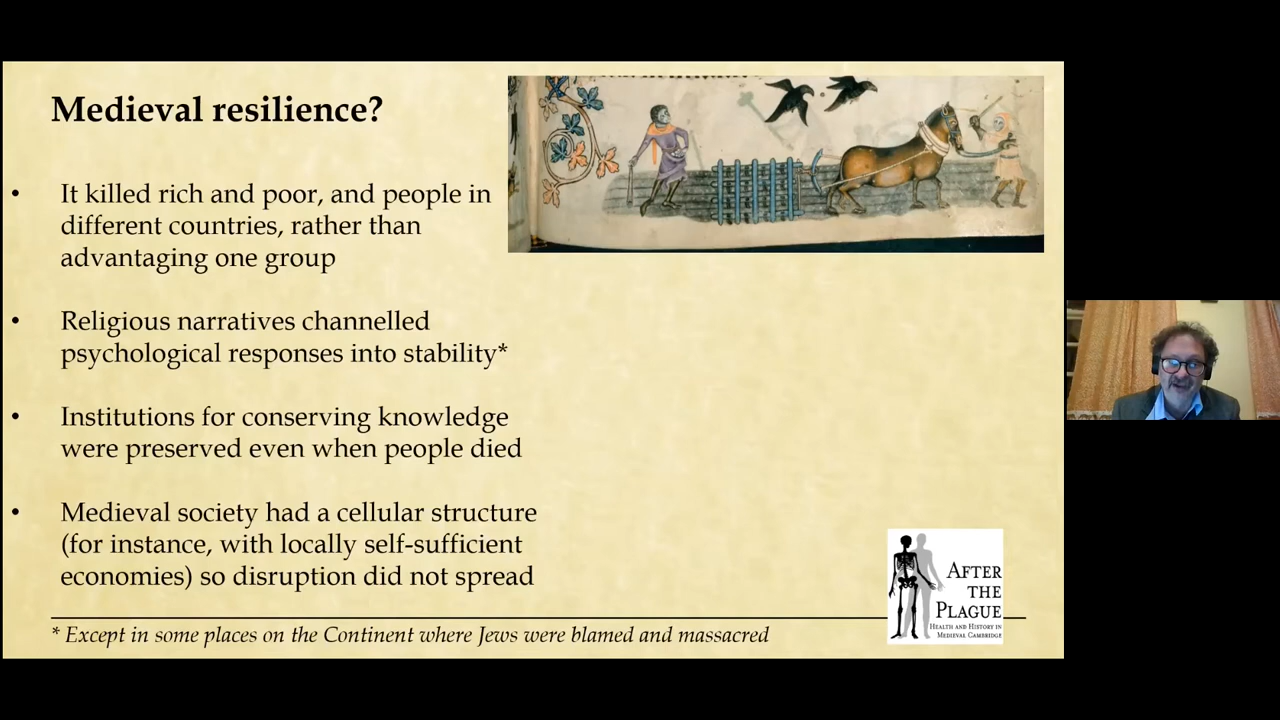 Medieval resilience?
• It killed rich and poor, and people in
different countries, rather than
advantaging one group
• Religious narratives channelled
psychological responses into stability*
• Institutions for conserving knowledge
were preserved even when people died
• Medieval society had a cellular structure
(for instance, with locally self-sufficient
economies) so disruption did not spread
* Except in some places on the Continent where Jews were blamed and massacred
AFTER
THE
PLAGUE
HEALTH AND HISTORY IN
MEDIEVAL CAMBRIDGE